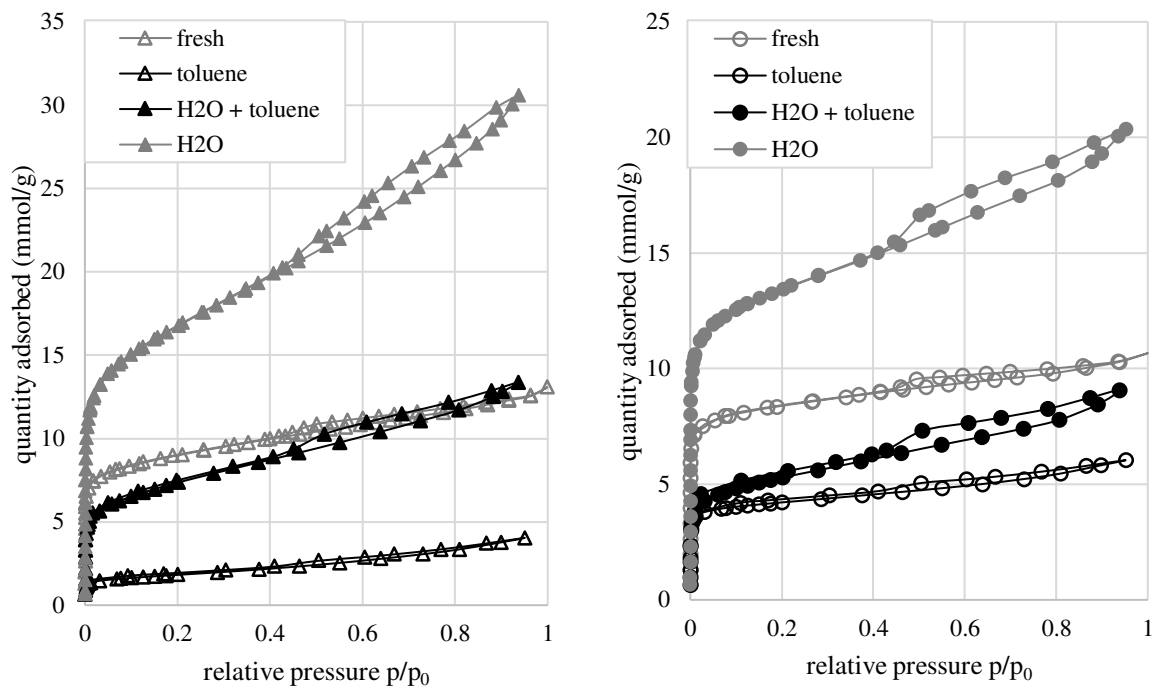 35
30
25
20
15
10
5
0
quantity adsorbed (mmol/g)
fresh
toluene
H2O + toluene
H2O
0 0.2 0.4 0.6 0.8 1
relative pressure p/p0
25
20
15
10
5
0
quantity adsorbed (mmol/g)
fresh
toluene
H2O + toluene
H2O
0 0.2 0.4 0.6 0.8 1
relative pressure p/p0